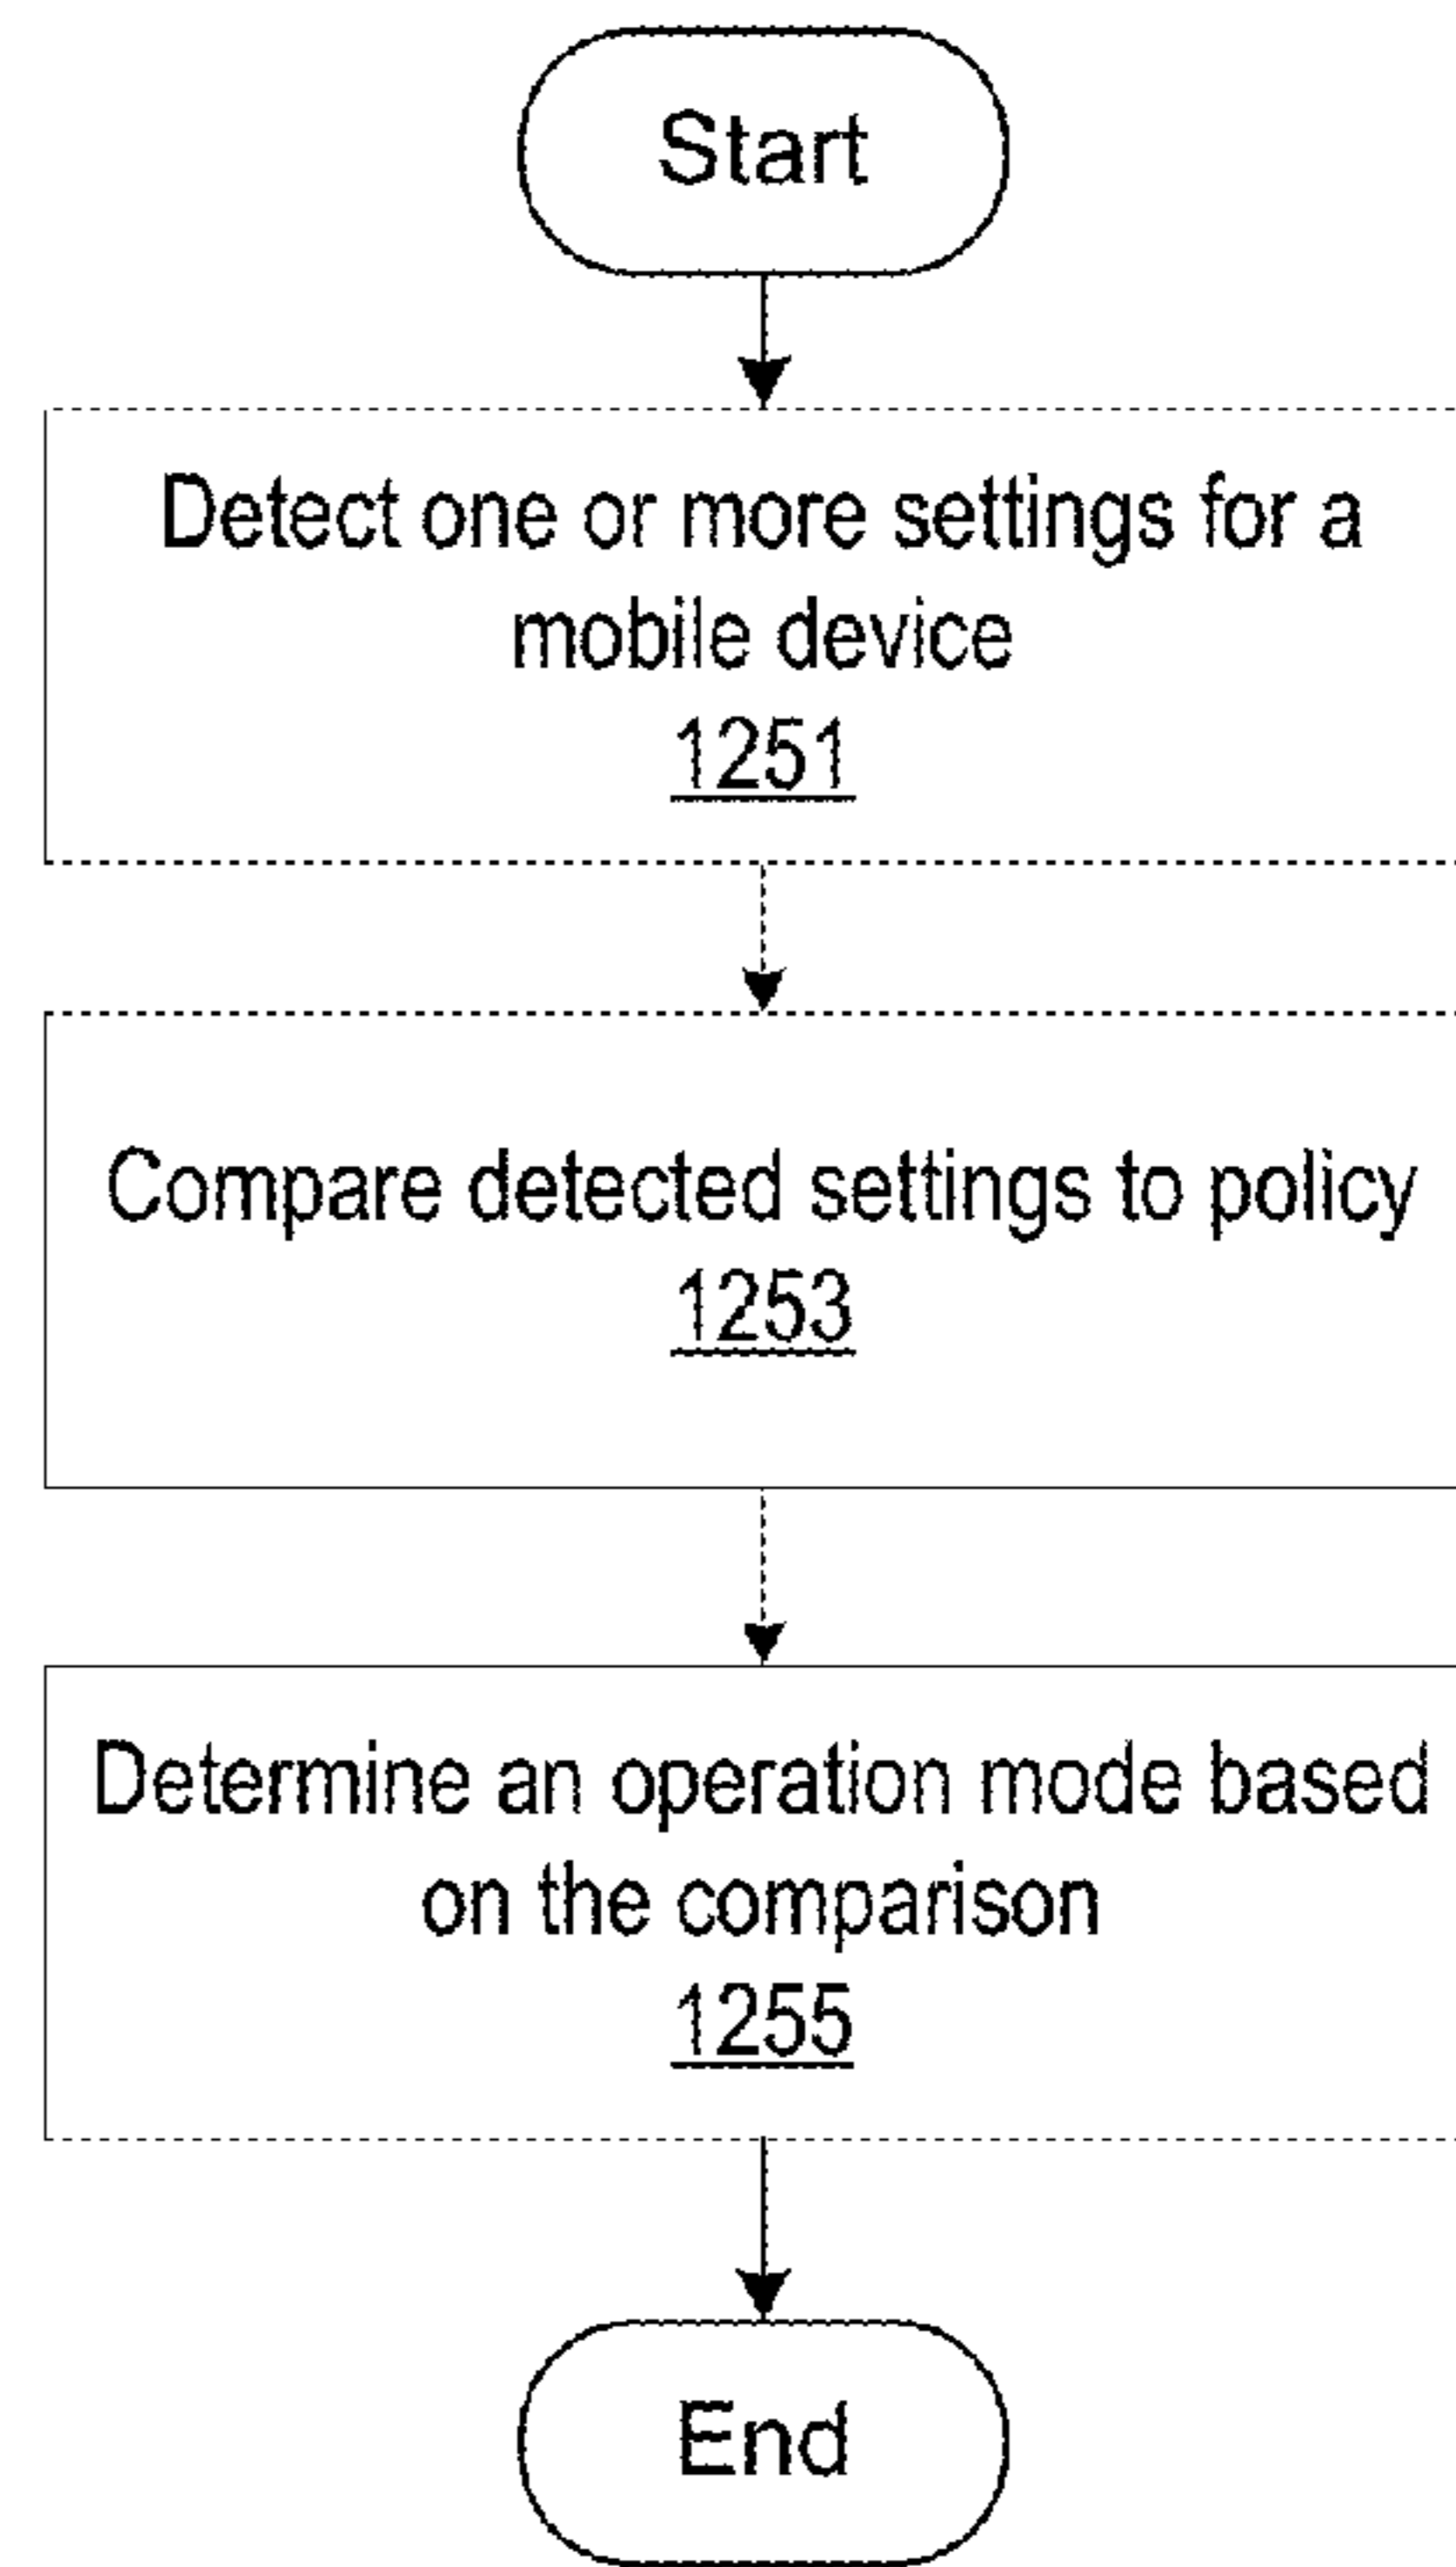 Start
Detect one or more settings for a
mobile device
1251
Compare detected settings to policy
1253
Determine an operation mode based
on the comparison
1255
End